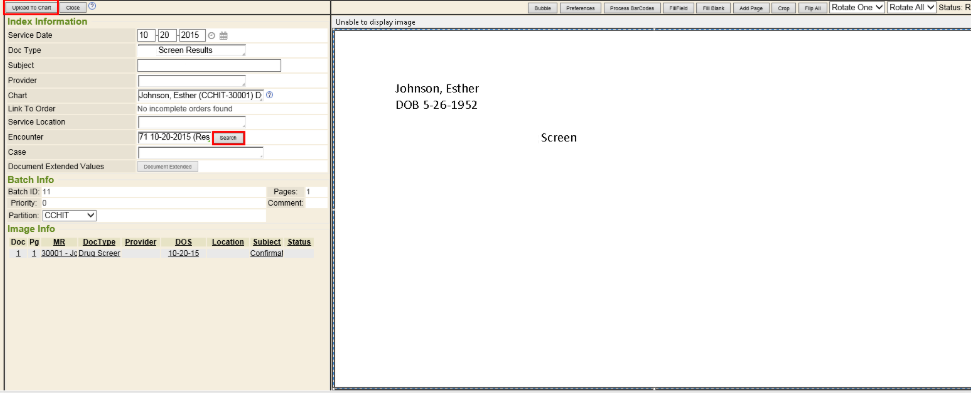 Upload To Chart Close
Bubble Preferences Process BarCodes FillField Fill Blank Add Page Crop Flip All Rotate One Rotate All Status: R
Index Information
Service Date 10 - 20 - 2015
Doc Type Screen Results
Subject
Provider
Chart Johnson, Esther (CCHIT-30001) D
Link To Order No incomplete orders found
Service Location
Encounter 71 10-20-2015 (Res Search
Case
Document Extended Values Document Extended
Batch Info
Batch ID: 11 Pages: 1
Priority: 0 Comment:
Partition: CCHIT
Image Info
Doc Pg MR DocType Provider DOS Location Subject Status
1 1 30001 - Jo Drug Screer 10-20-15 Confirmal
Unable to display image
Johnson, Esther
DOB 5-26-1952
Screen